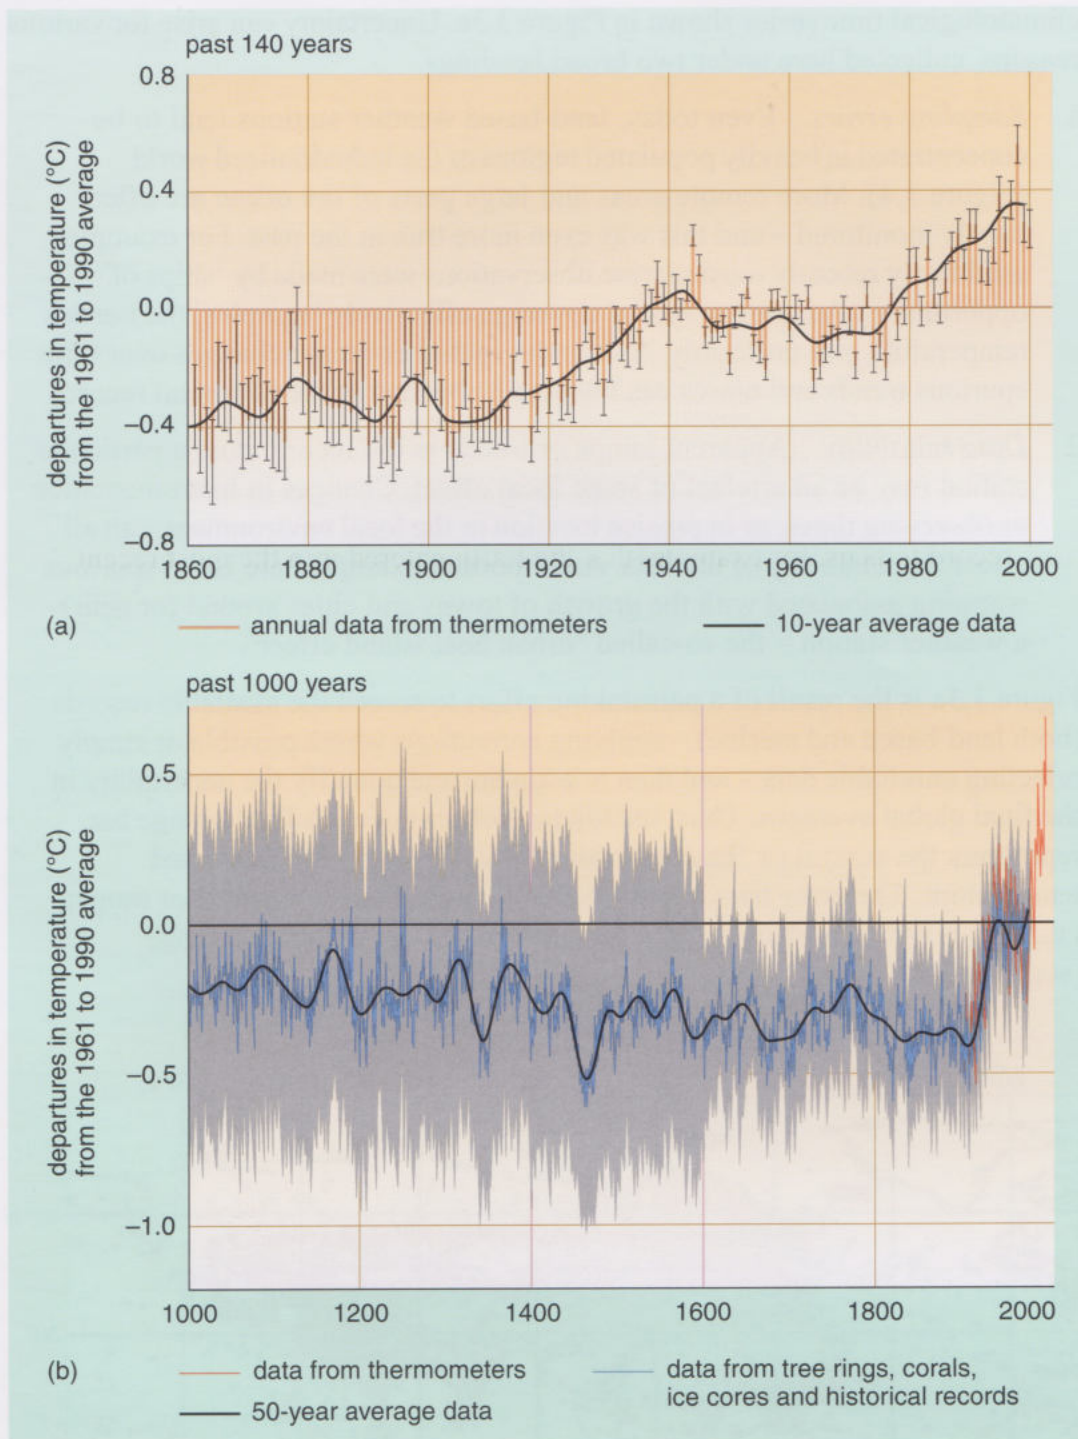 past 140 years
0.8
0.4
0.0
−0.4
−0.8
departures in temperature (°C)
from the 1961 to 1990 average
1860 1880 1900 1920 1940 1960 1980 2000
(a) annual data from thermometers 10-year average data
past 1000 years
0.5
0.0
−0.5
−1.0
departures in temperature (°C)
from the 1961 to 1990 average
1000 1200 1400 1600 1800 2000
(b) data from thermometers data from tree rings, corals,
ice cores and historical records
50-year average data